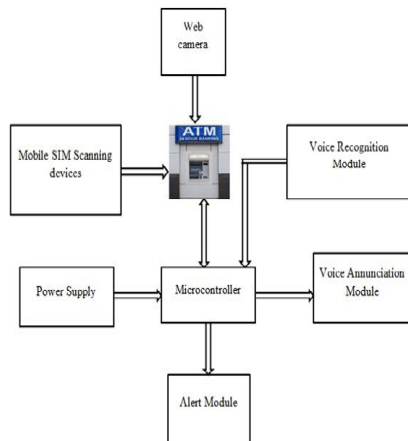 Web
camera
ATM
Mobile SIM Scanning
devices
Voice Recognition
Module
Power Supply
Microcontroller
Voice Annunciation
Module
Alert Module